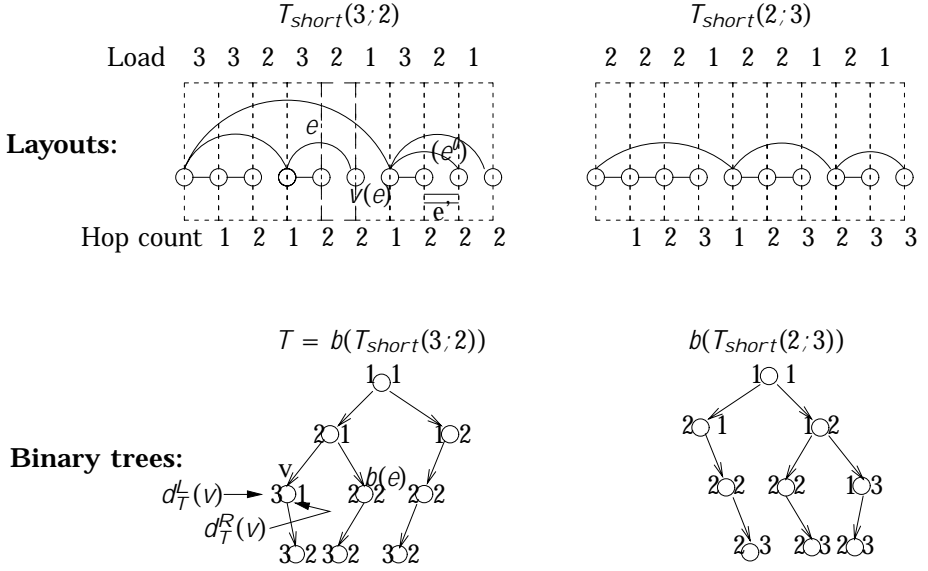 T_short(3;2) T_short(2;3)
Load 3 3 2 3 2 1 3 2 1 2 2 2 1 2 2 1 2 1
e
Layouts: (e')
v(e)
e'
Hop count 1 2 1 2 2 1 2 2 2 1 2 3 1 2 3 2 3 3
T = b(T_short(3;2)) b(T_short(2;3))
1 1 1 1
2 1 1 2 2 1 1 2
Binary trees: v b(e)
d_T^L(v) 3 1 2 2 2 2 2 2 2 2 1 3
d_T^R(v)
3 2 3 2 3 2 2 3 2 3 2 3